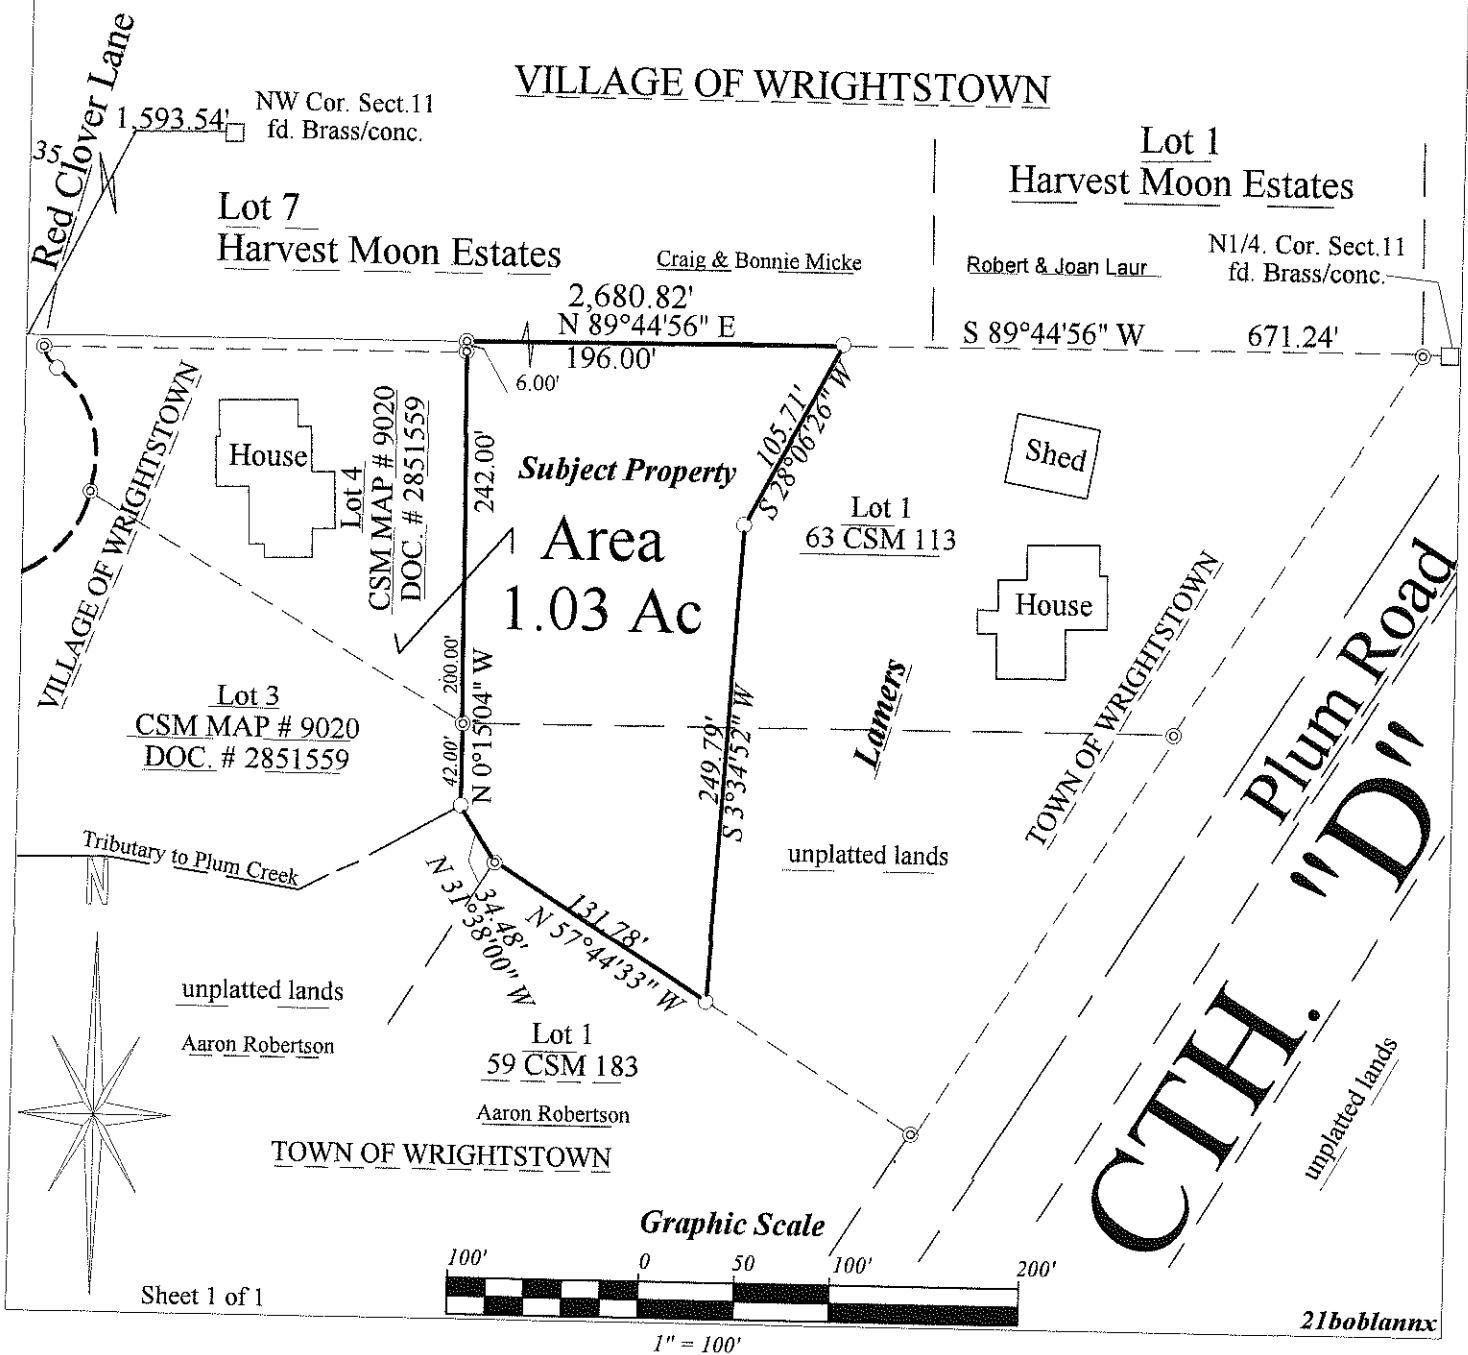 VILLAGE OF WRIGHTSTOWN
Red Clover Lane
35
1,593.54'
NW Cor. Sect.11
fd. Brass/conc.
Lot 1
Harvest Moon Estates
Lot 7
Harvest Moon Estates
Craig & Bonnie Micke
Robert & Joan Laur
N1/4. Cor. Sect.11
fd. Brass/conc.
2,680.82'
N 89°44'56" E
196.00'
S 89°44'56" W
671.24'
6.00'
VILLAGE OF WRIGHTSTOWN
House
Lot 4
CSM MAP # 9020
DOC. # 2851559
242.00'
Subject Property
Area
1.03 Ac
105.71'
S 28°06'26" W
Shed
Lot 1
63 CSM 113
House
Lamers
TOWN OF WRIGHTSTOWN
Plum Road
CTH. "D"
200.00'
N 0°15'04" W
42.00'
249.79'
S 3°34'52" W
Lot 3
CSM MAP # 9020
DOC. # 2851559
Tributary to Plum Creek
N
34.48'
N 31°38'00" W
131.78'
N 57°44'33" W
unplatted lands
unplatted lands
Aaron Robertson
Lot 1
59 CSM 183
Aaron Robertson
TOWN OF WRIGHTSTOWN
unplatted lands
Graphic Scale
100' 0 50 100' 200'
1" = 100'
Sheet 1 of 1
21boblannx